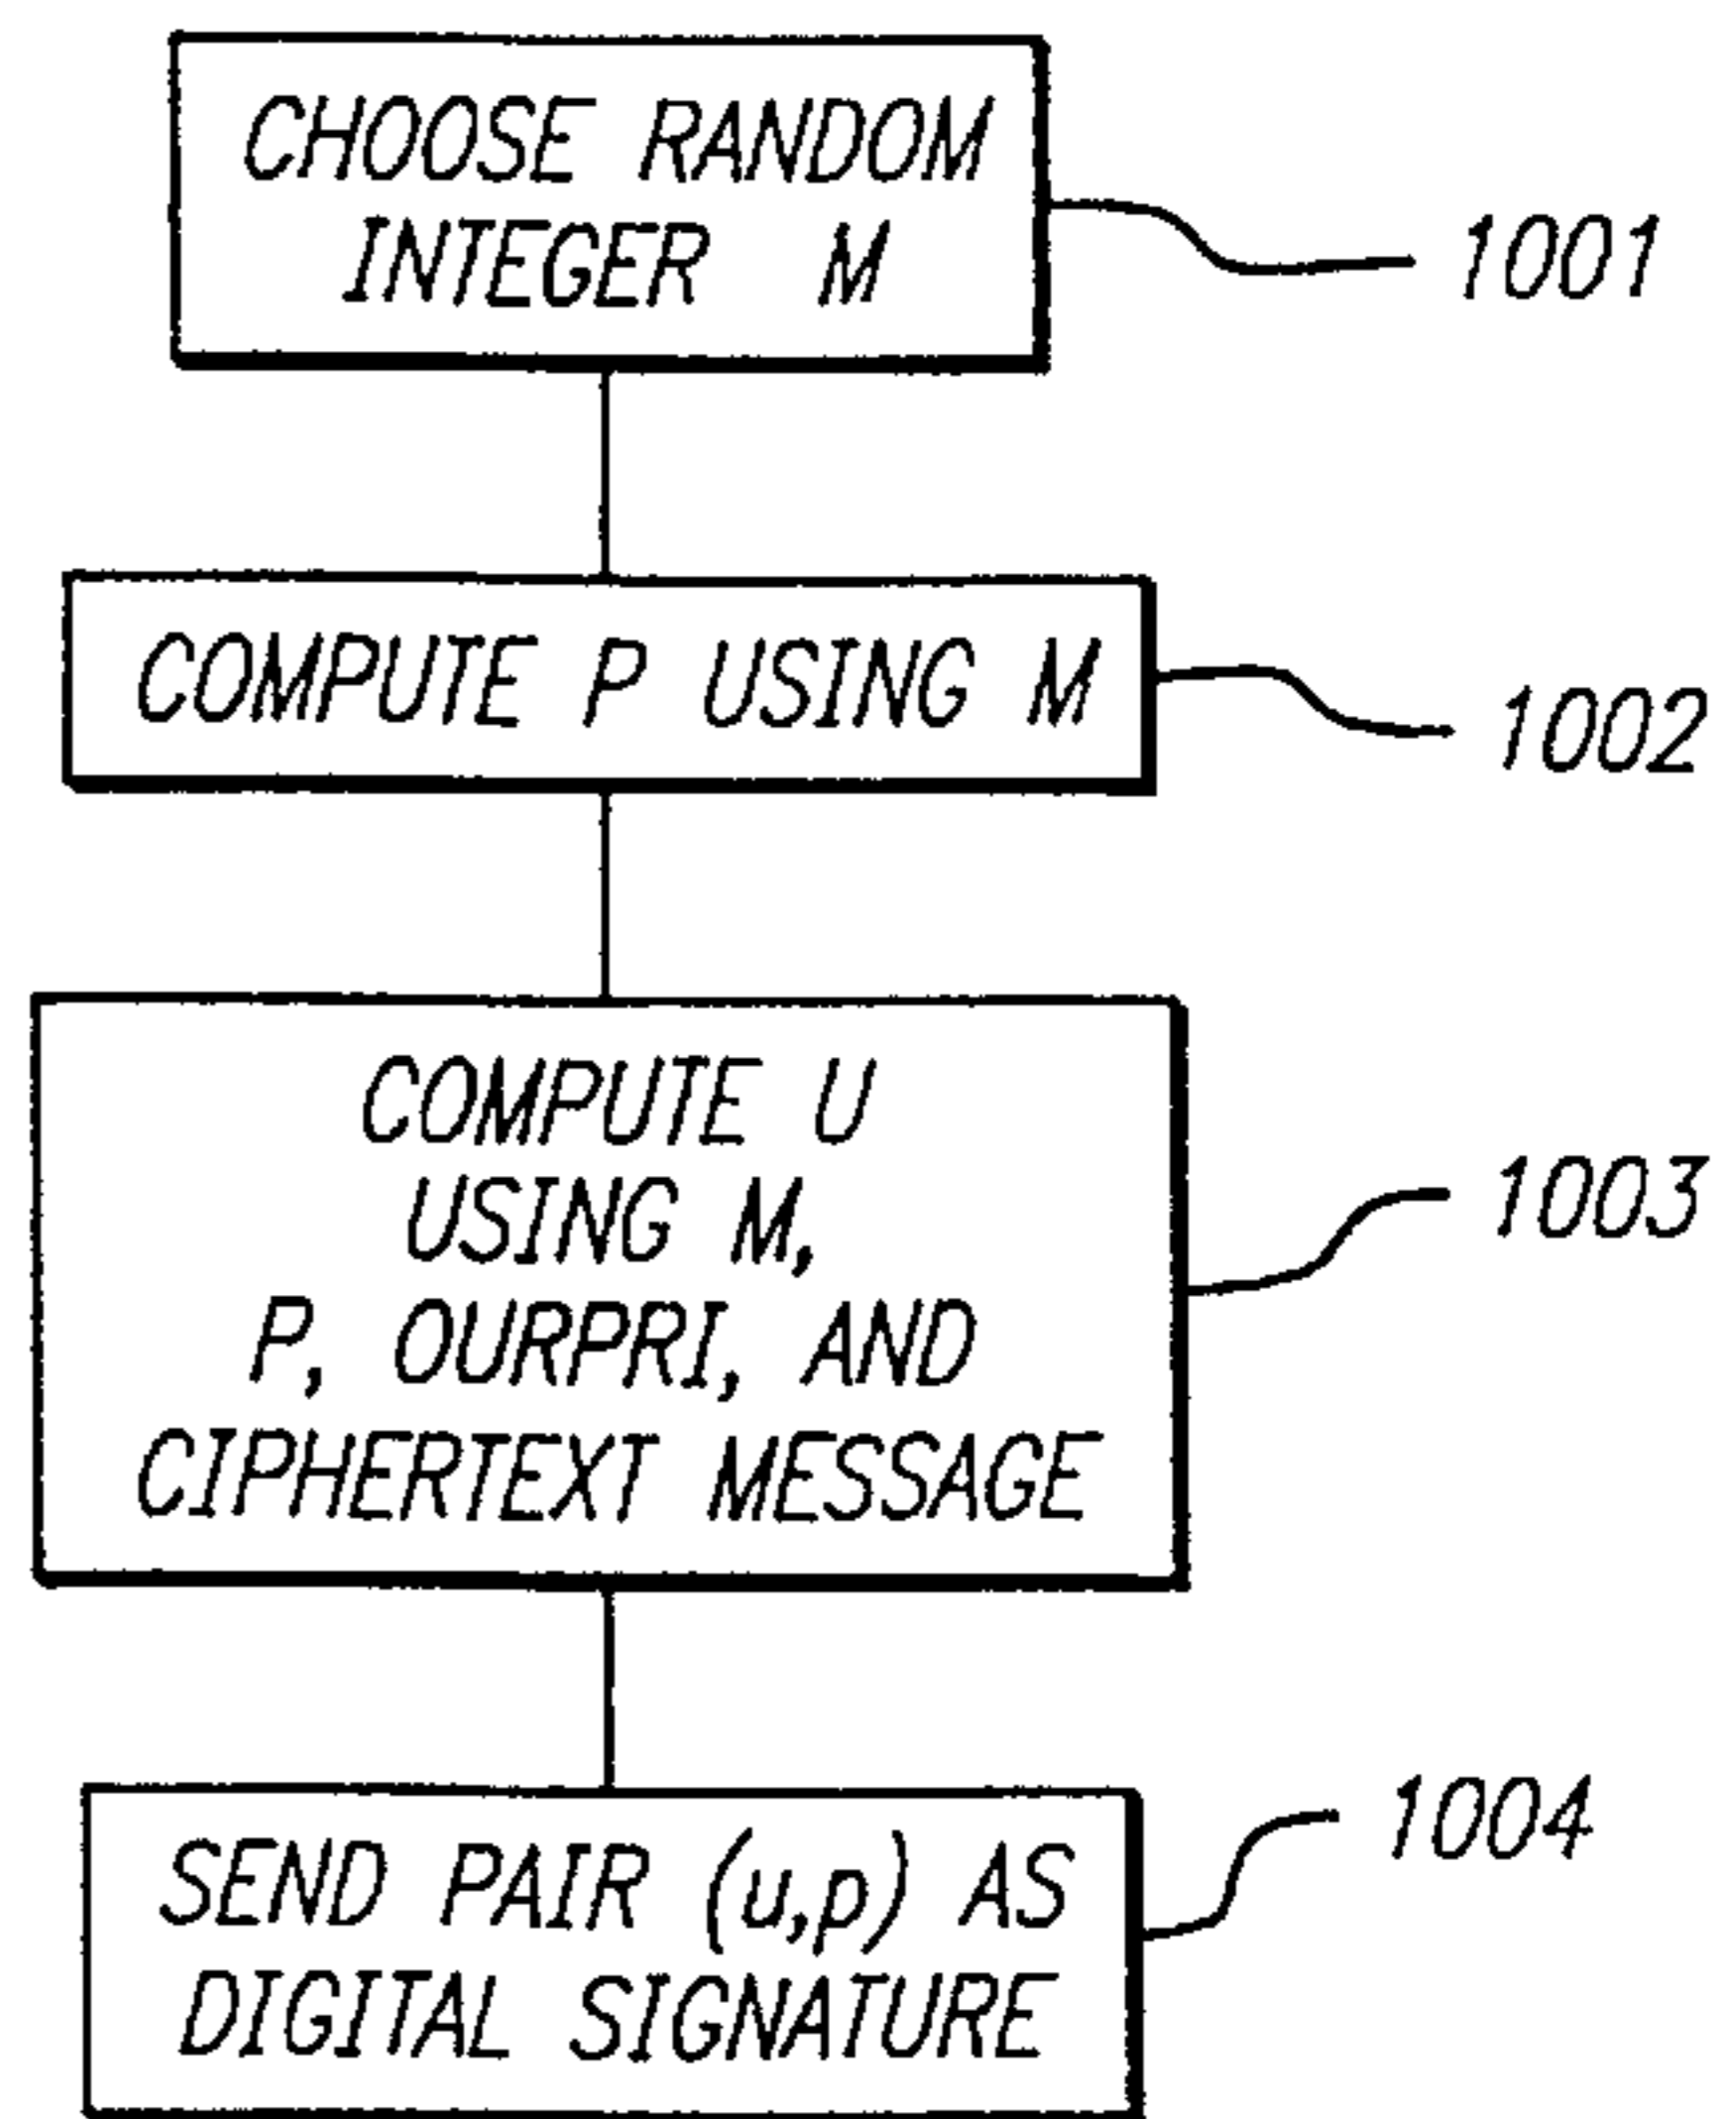 CHOOSE RANDOM
INTEGER M
1001
COMPUTE P USING M
1002
COMPUTE U
USING M,
P, OURPRI, AND
CIPHERTEXT MESSAGE
1003
SEND PAIR (u,p) AS
DIGITAL SIGNATURE
1004